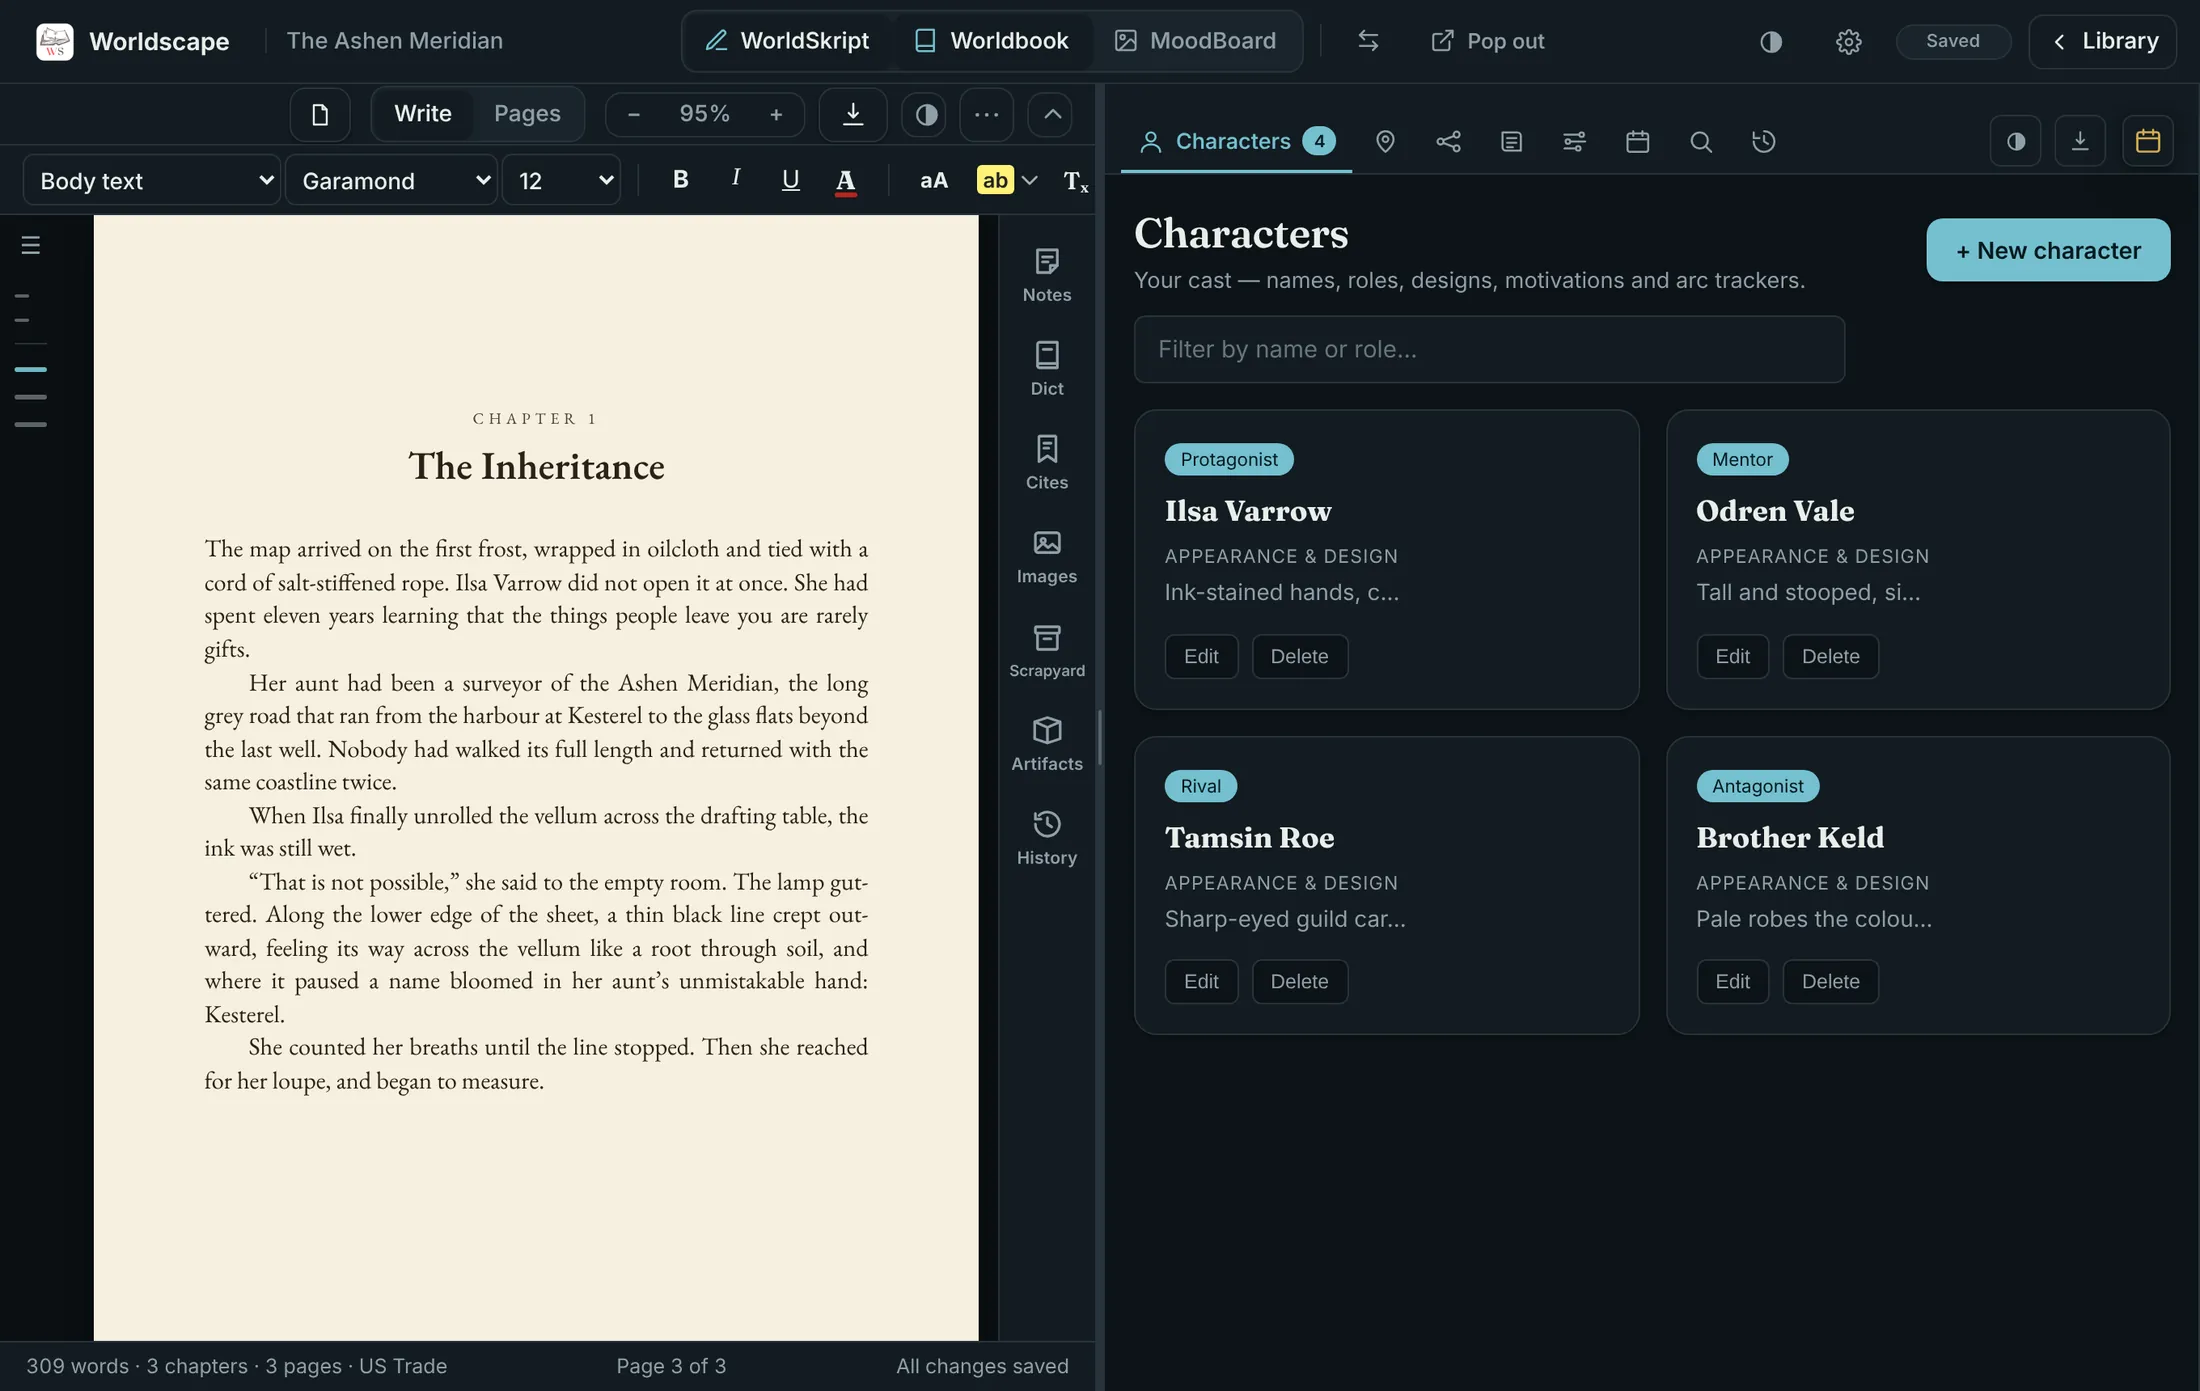 Worldscape
The Ashen Meridian
WorldSkript
Worldbook
MoodBoard
Pop out
Saved
Library
Write
Pages
95%
Body text
Garamond
12
B
I
U
A
aA
ab
Tx
CHAPTER 1
The Inheritance
The map arrived on the first frost, wrapped in oilcloth and tied with a
cord of salt-stiffened rope. Ilsa Varrow did not open it at once. She had
spent eleven years learning that the things people leave you are rarely
gifts.
Her aunt had been a surveyor of the Ashen Meridian, the long
grey road that ran from the harbour at Kesterel to the glass flats beyond
the last well. Nobody had walked its full length and returned with the
same coastline twice.
When Ilsa finally unrolled the vellum across the drafting table, the
ink was still wet.
“That is not possible,” she said to the empty room. The lamp gut-
tered. Along the lower edge of the sheet, a thin black line crept out-
ward, feeling its way across the vellum like a root through soil, and
where it paused a name bloomed in her aunt’s unmistakable hand:
Kesterel.
She counted her breaths until the line stopped. Then she reached
for her loupe, and began to measure.
Notes
Dict
Cites
Images
Scrapyard
Artifacts
History
309 words · 3 chapters · 3 pages · US Trade
Page 3 of 3
All changes saved
Characters 4
Characters
Your cast — names, roles, designs, motivations and arc trackers.
+ New character
Filter by name or role...
Protagonist
Ilsa Varrow
APPEARANCE & DESIGN
Ink-stained hands, c...
Edit
Delete
Mentor
Odren Vale
APPEARANCE & DESIGN
Tall and stooped, si...
Edit
Delete
Rival
Tamsin Roe
APPEARANCE & DESIGN
Sharp-eyed guild car...
Edit
Delete
Antagonist
Brother Keld
APPEARANCE & DESIGN
Pale robes the colou...
Edit
Delete